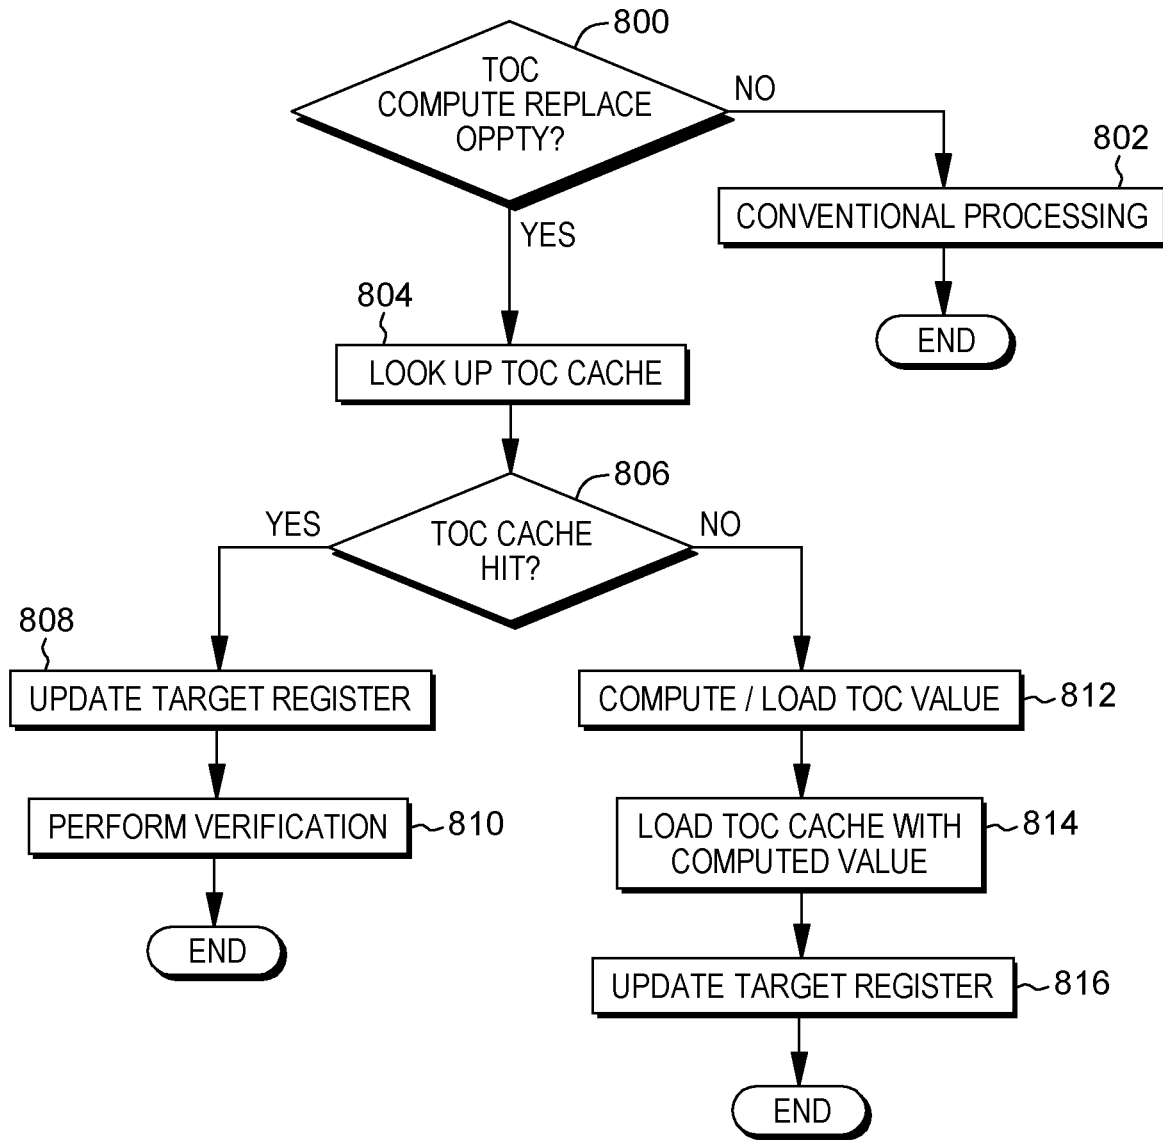 800
TOC
COMPUTE REPLACE
OPPTY?
NO
802
CONVENTIONAL PROCESSING
END
YES
804
LOOK UP TOC CACHE
806
TOC CACHE
HIT?
YES
NO
808
UPDATE TARGET REGISTER
PERFORM VERIFICATION
810
END
COMPUTE / LOAD TOC VALUE
812
LOAD TOC CACHE WITH
COMPUTED VALUE
814
UPDATE TARGET REGISTER
816
END